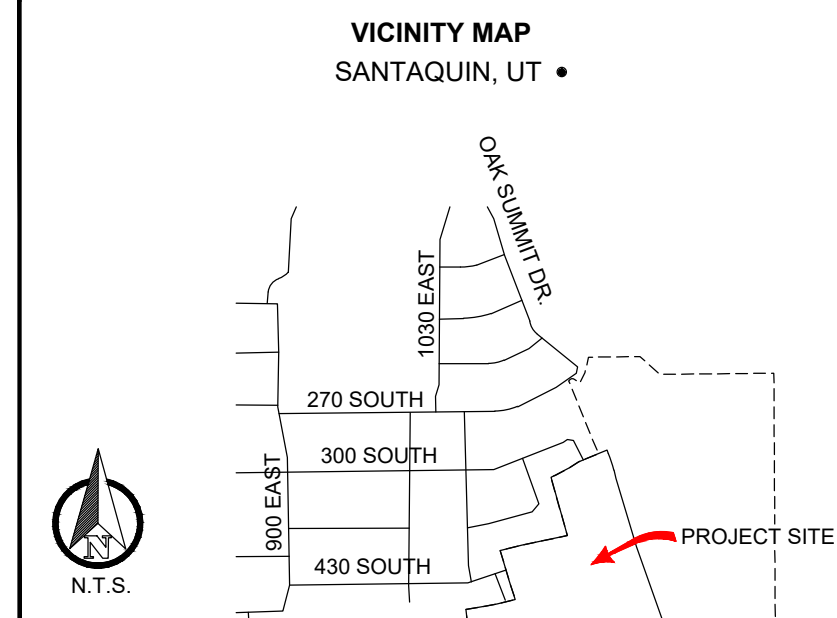 VICINITY MAP
SANTAQUIN, UT
OAK SUMMIT DR.
1030 EAST
270 SOUTH
300 SOUTH
900 EAST
N
PROJECT SITE
430 SOUTH
N.T.S.